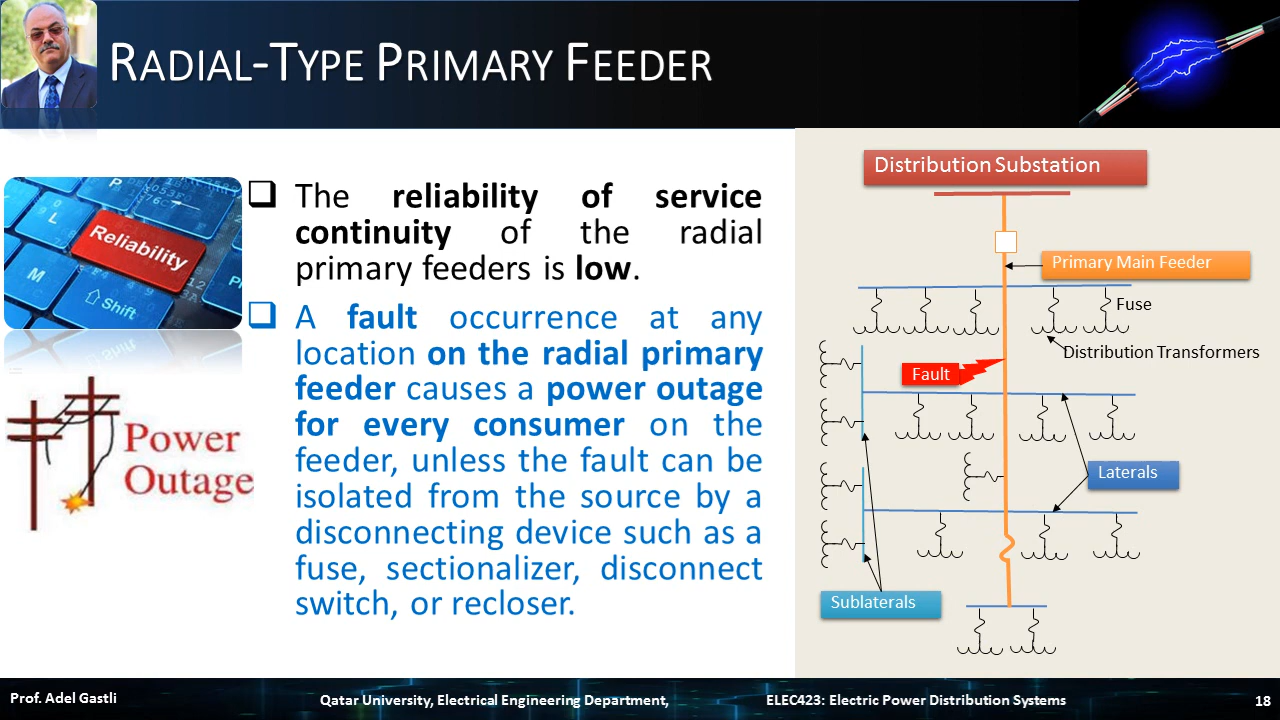 RADIAL-TYPE PRIMARY FEEDER
Reliability
P
L
M
Shift
Power
Outage
❑ The reliability of service
continuity of the radial
primary feeders is low.
❑ A fault occurrence at any
location on the radial primary
feeder causes a power outage
for every consumer on the
feeder, unless the fault can be
isolated from the source by a
disconnecting device such as a
fuse, sectionalizer, disconnect
switch, or recloser.
Distribution Substation
Primary Main Feeder
Fuse
Distribution Transformers
Fault
Laterals
Sublaterals
Prof. Adel Gastli
Qatar University, Electrical Engineering Department,
ELEC423: Electric Power Distribution Systems
18